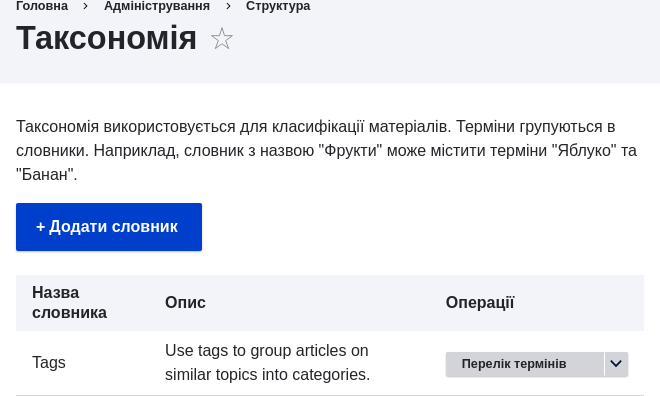 Головна > Адміністрування > Структура
Таксономія
Таксономія використовується для класифікації матеріалів. Терміни групуються в
словники. Наприклад, словник з назвою "Фрукти" може містити терміни "Яблуко" та
"Банан".
+ Додати словник
Назва
словника
Опис
Операції
Tags
Use tags to group articles on
similar topics into categories.
Перелік термінів